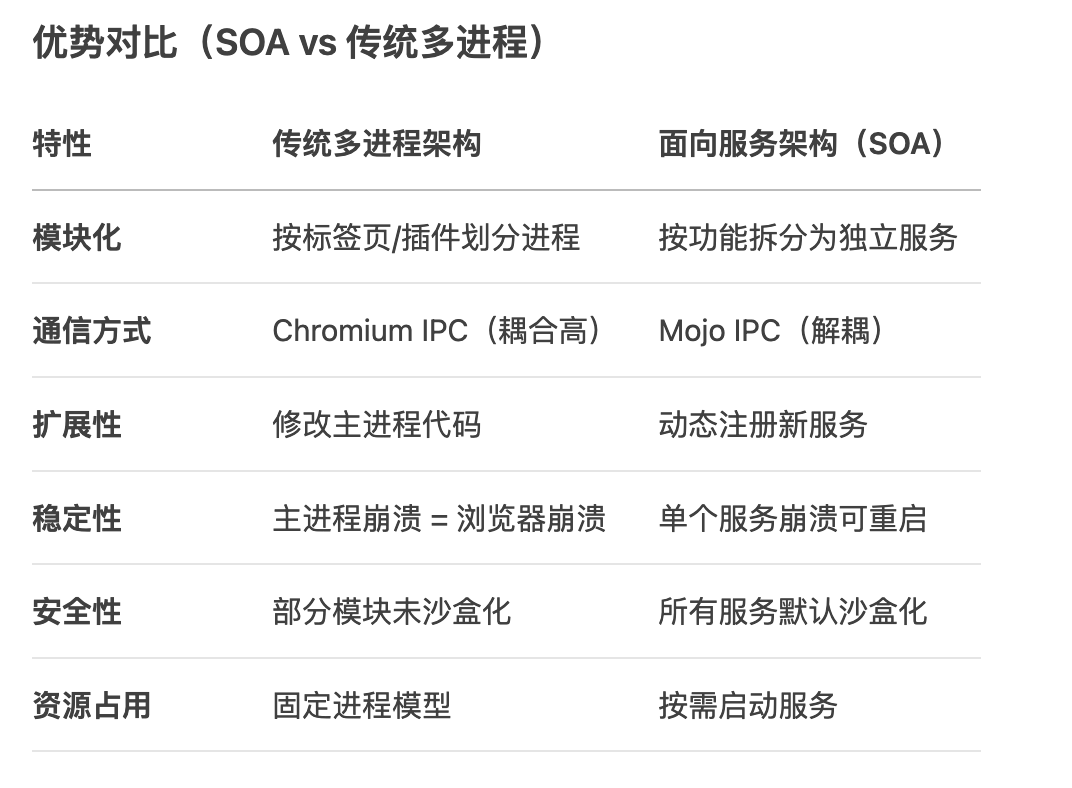 优势对比（SOA vs 传统多进程）
特性 传统多进程架构 面向服务架构（SOA）
模块化 按标签页/插件划分进程 按功能拆分为独立服务
通信方式 Chromium IPC（耦合高） Mojo IPC（解耦）
扩展性 修改主进程代码 动态注册新服务
稳定性 主进程崩溃 = 浏览器崩溃 单个服务崩溃可重启
安全性 部分模块未沙盒化 所有服务默认沙盒化
资源占用 固定进程模型 按需启动服务